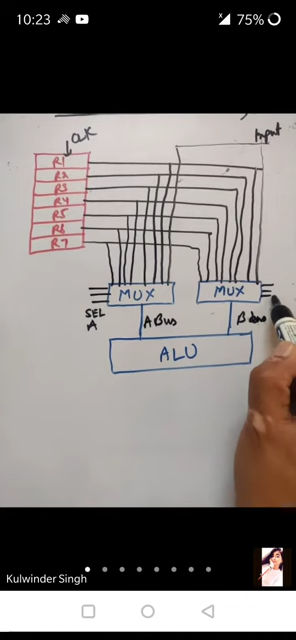 10:23
75%
CLK
Input
R1
R2
R3
R4
R5
R6
R7
MUX
MUX
SEL
A
A Bus
B Bus
ALU
Kulwinder Singh